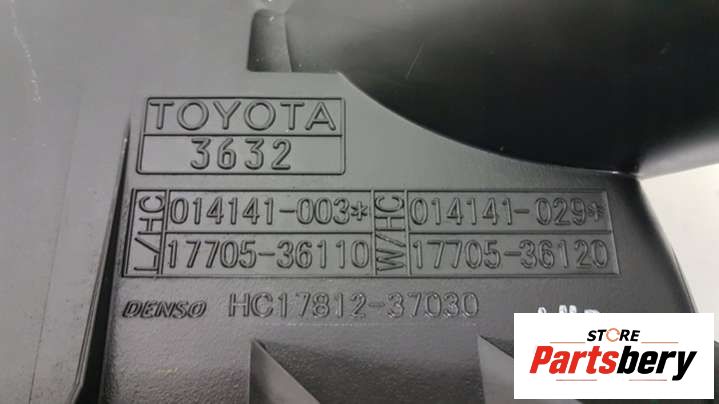 TOYOTA
3632
L/HC 014141-003* W/HC 014141-029*
17705-36110 17705-36120
DENSO HC17812-37030
STORE
Partsbery